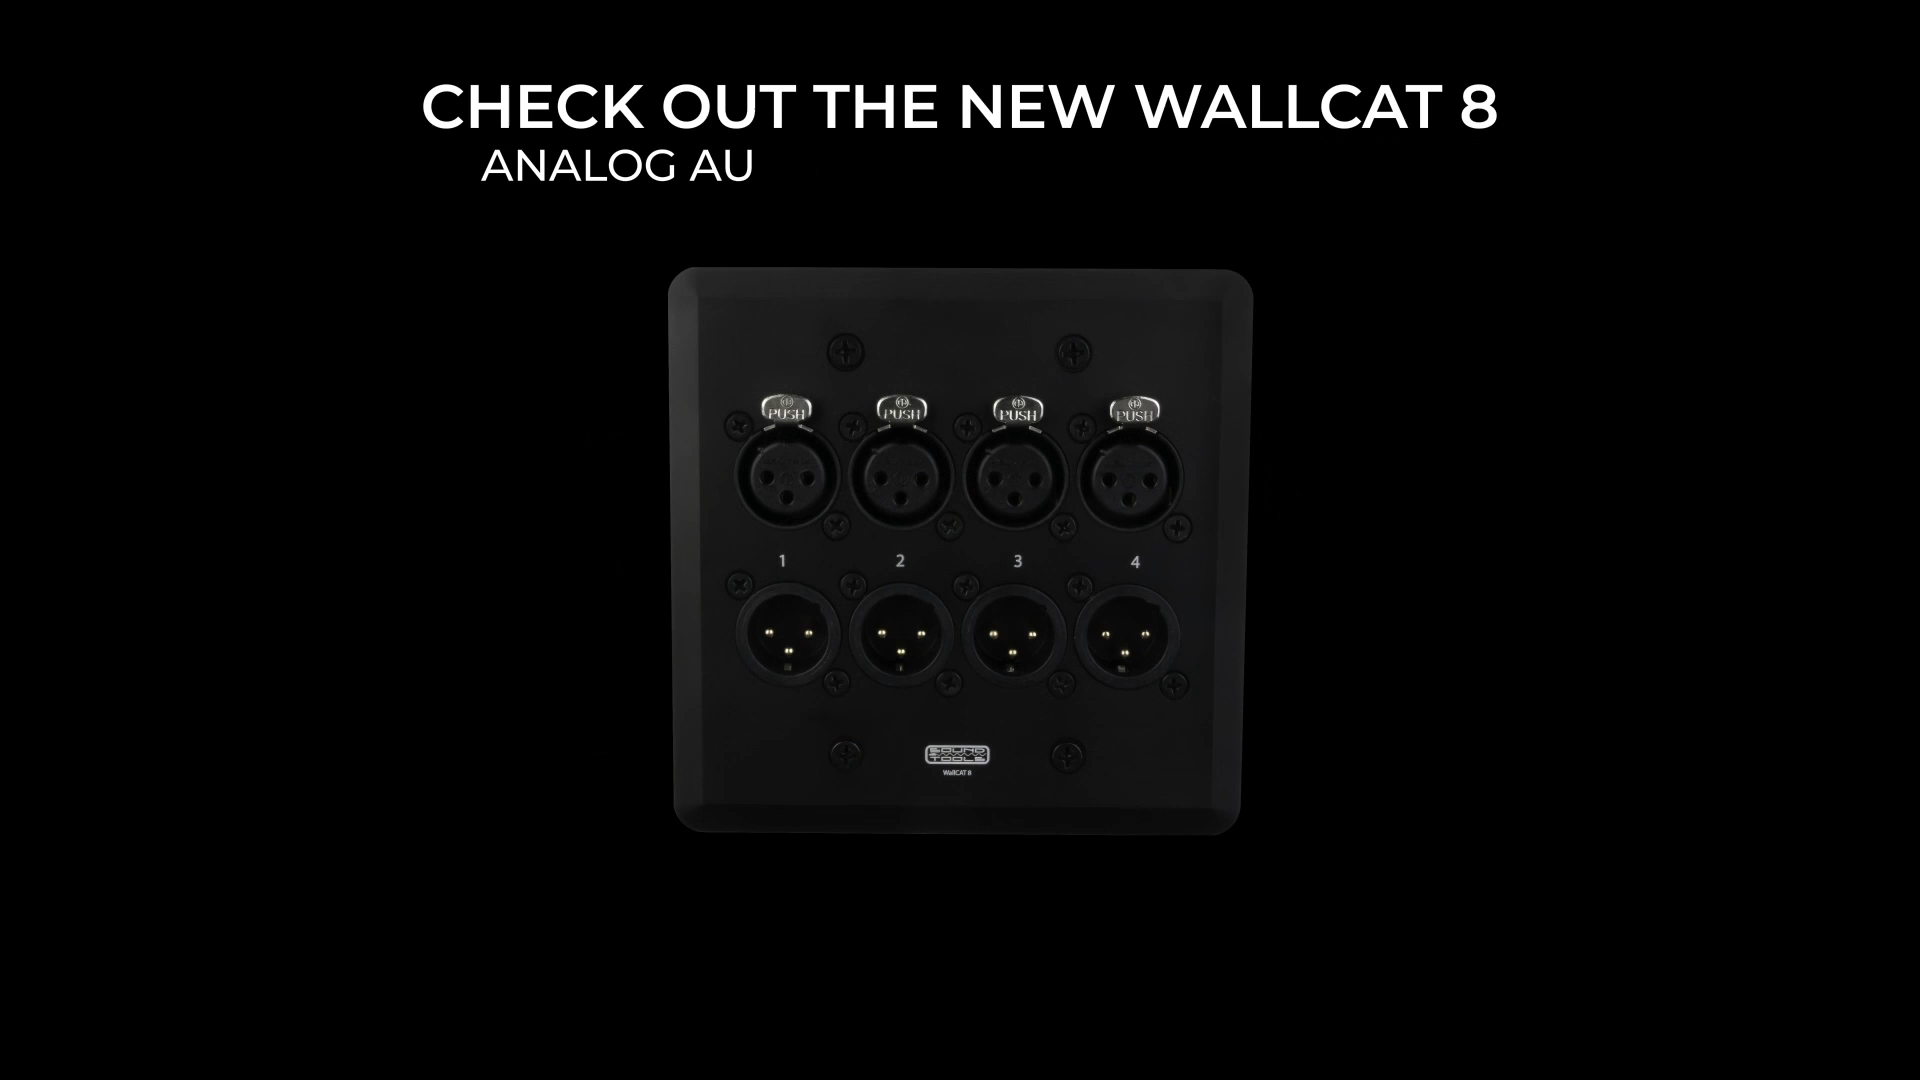 CHECK OUT THE NEW WALLCAT 8
ANALOG AU
PUSH PUSH PUSH PUSH
1 2 3 4
SOUND
TOOLS
WallCAT 8